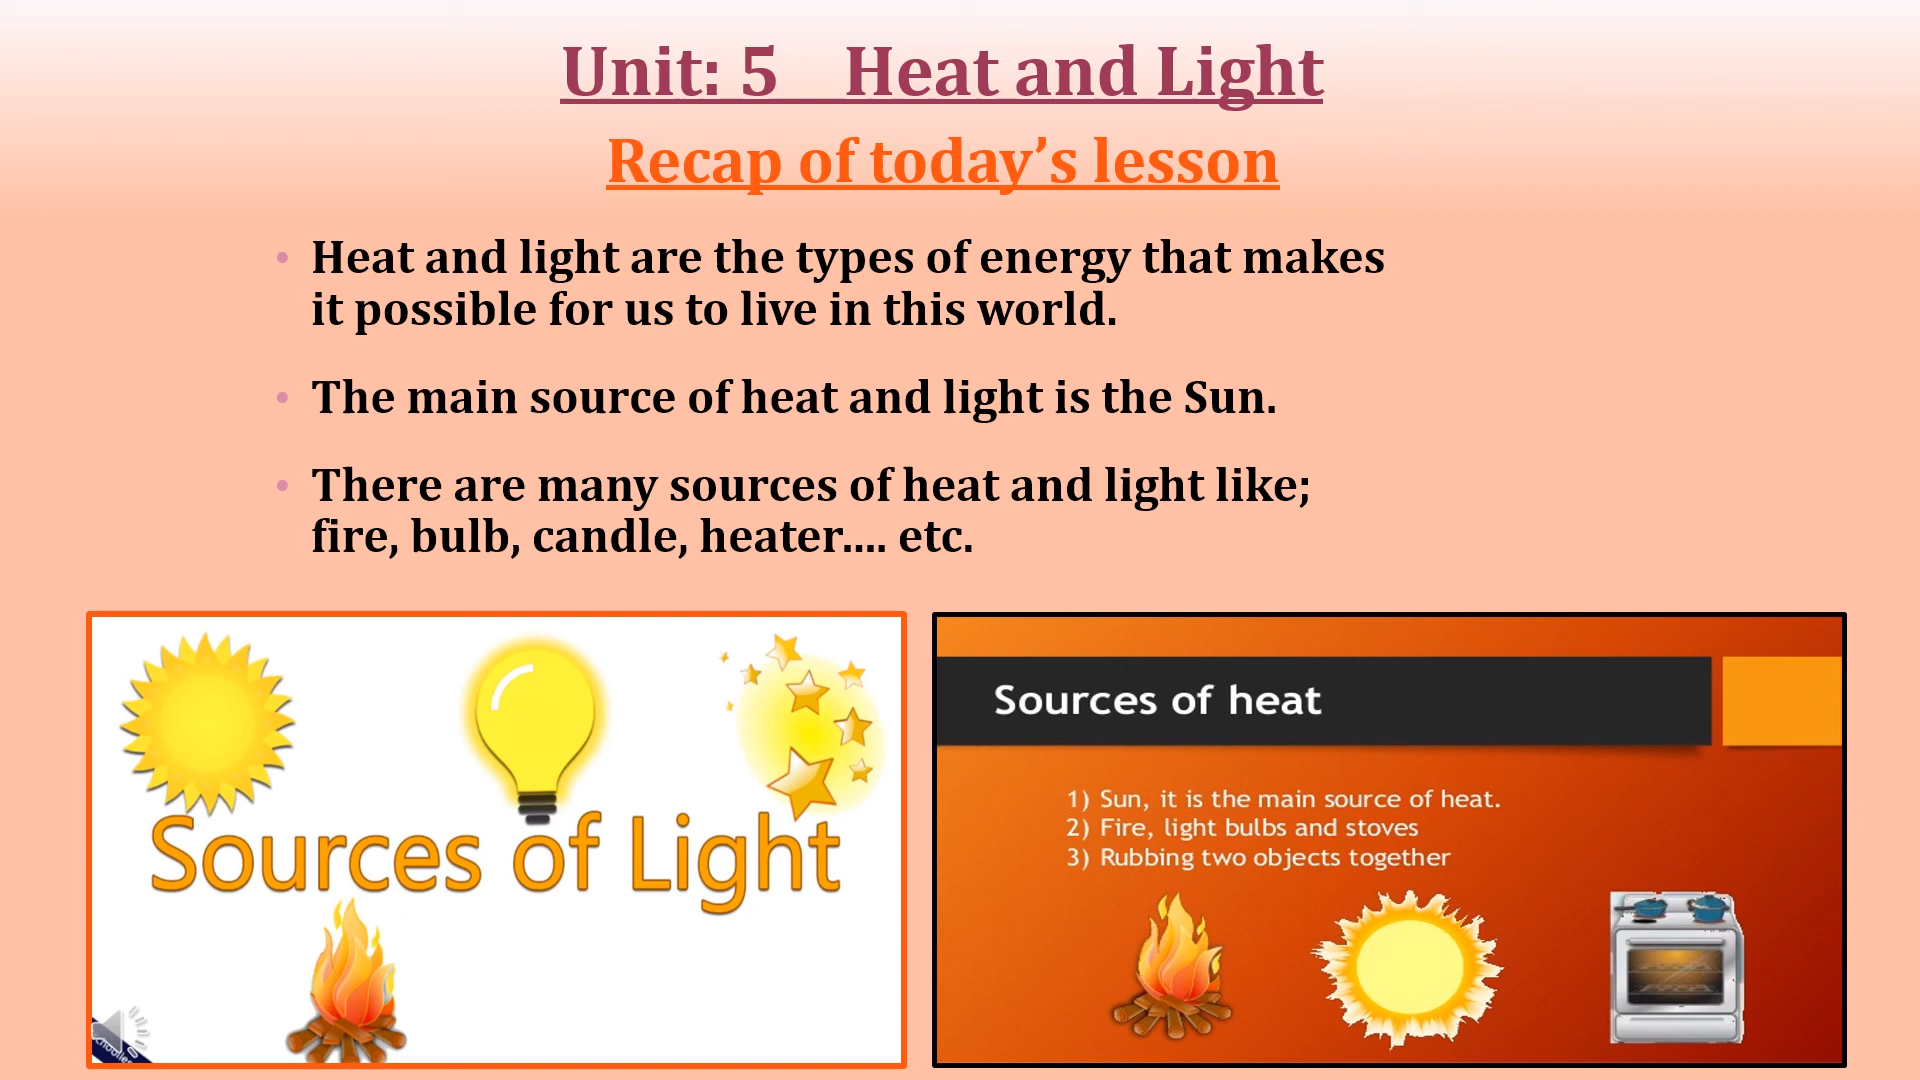 Unit: 5 Heat and Light
Recap of today’s lesson
• Heat and light are the types of energy that makes
it possible for us to live in this world.
• The main source of heat and light is the Sun.
• There are many sources of heat and light like;
fire, bulb, candle, heater.... etc.
Sources of Light
Sources of heat
1) Sun, it is the main source of heat.
2) Fire, light bulbs and stoves
3) Rubbing two objects together